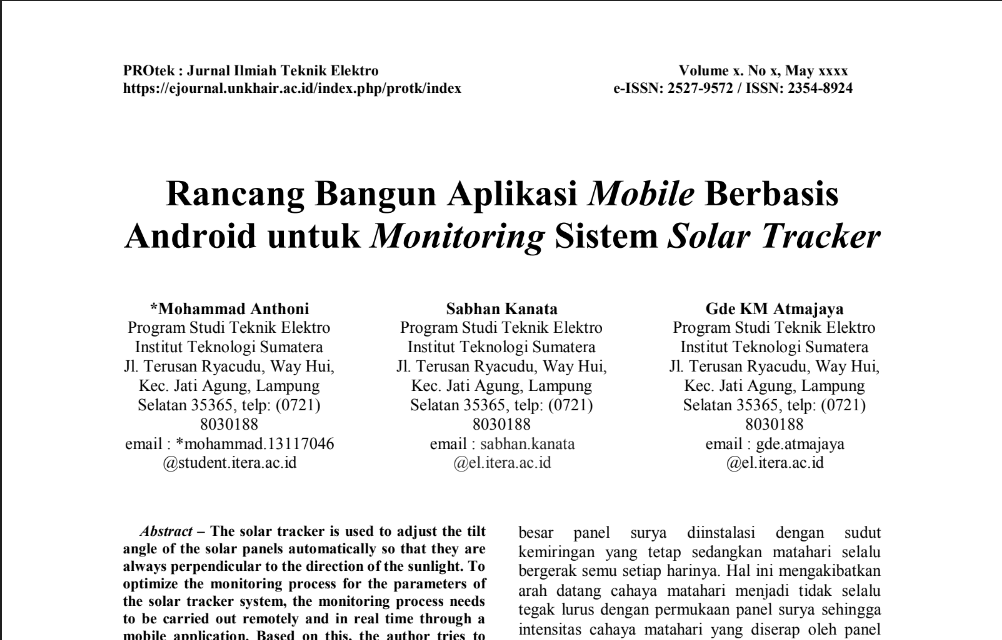 PROtek : Jurnal Ilmiah Teknik Elektro
Volume x. No x, May xxxx
https://ejournal.unkhair.ac.id/index.php/protk/index
e-ISSN: 2527-9572 / ISSN: 2354-8924
Rancang Bangun Aplikasi Mobile Berbasis
Android untuk Monitoring Sistem Solar Tracker
*Mohammad Anthoni
Program Studi Teknik Elektro
Institut Teknologi Sumatera
Jl. Terusan Ryacudu, Way Hui,
Kec. Jati Agung, Lampung
Selatan 35365, telp: (0721)
8030188
email : *mohammad.13117046
@student.itera.ac.id
Sabhan Kanata
Program Studi Teknik Elektro
Institut Teknologi Sumatera
Jl. Terusan Ryacudu, Way Hui,
Kec. Jati Agung, Lampung
Selatan 35365, telp: (0721)
8030188
email : sabhan.kanata
@el.itera.ac.id
Gde KM Atmajaya
Program Studi Teknik Elektro
Institut Teknologi Sumatera
Jl. Terusan Ryacudu, Way Hui,
Kec. Jati Agung, Lampung
Selatan 35365, telp: (0721)
8030188
email : gde.atmajaya
@el.itera.ac.id
Abstract – The solar tracker is used to adjust the tilt
angle of the solar panels automatically so that they are
always perpendicular to the direction of the sunlight. To
optimize the monitoring process for the parameters of
the solar tracker system, the monitoring process needs
to be carried out remotely and in real time through a
mobile application. Based on this, the author tries to
besar panel surya diinstalasi dengan sudut
kemiringan yang tetap sedangkan matahari selalu
bergerak semu setiap harinya. Hal ini mengakibatkan
arah datang cahaya matahari menjadi tidak selalu
tegak lurus dengan permukaan panel surya sehingga
intensitas cahaya matahari yang diserap oleh panel